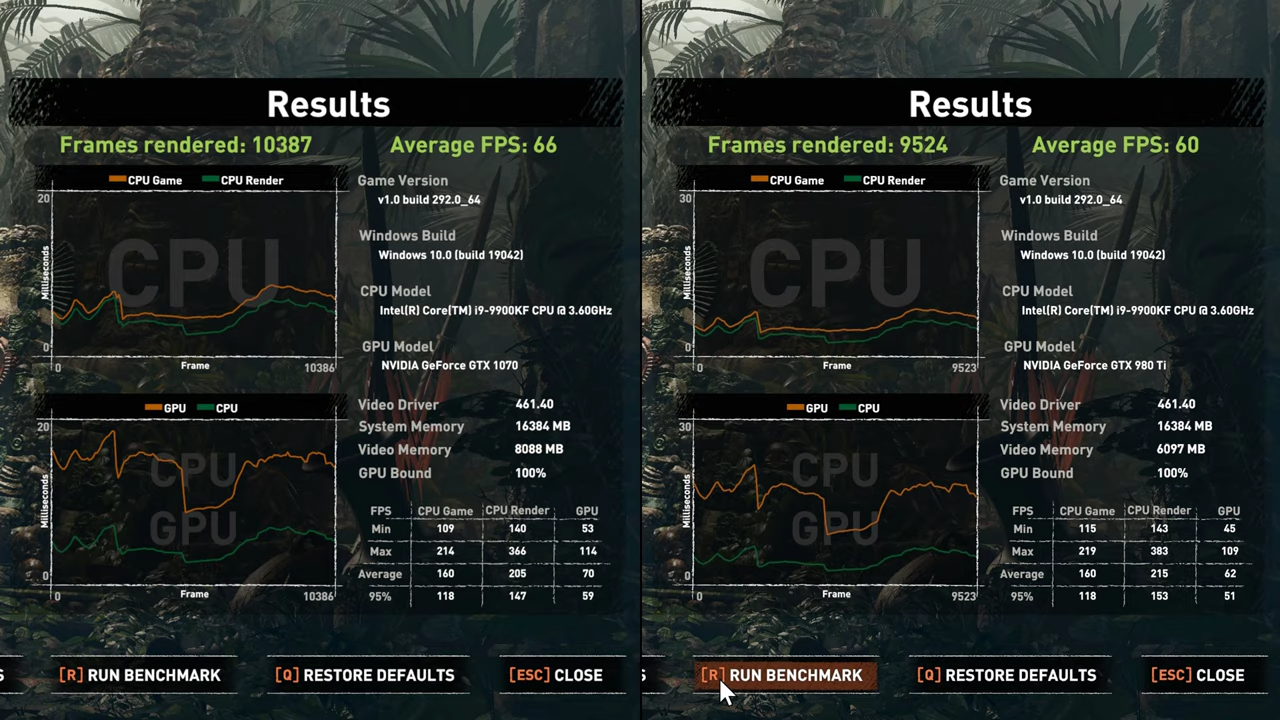 Results
Frames rendered: 10387 Average FPS: 66
CPU Game CPU Render
20
CPU
Milliseconds
0
0 Frame 10386
GPU CPU
20
CPU
GPU
Milliseconds
0
0 Frame 10386
Game Version
v1.0 build 292.0_64
Windows Build
Windows 10.0 (build 19042)
CPU Model
Intel(R) Core(TM) i9-9900KF CPU @ 3.60GHz
GPU Model
NVIDIA GeForce GTX 1070
Video Driver 461.40
System Memory 16384 MB
Video Memory 8088 MB
GPU Bound 100%
FPS CPU Game CPU Render GPU
Min 109 140 53
Max 214 366 114
Average 160 205 70
95% 118 147 59
S [R] RUN BENCHMARK [Q] RESTORE DEFAULTS [ESC] CLOSE
Results
Frames rendered: 9524 Average FPS: 60
CPU Game CPU Render
30
CPU
Milliseconds
0
0 Frame 9523
GPU CPU
30
CPU
GPU
Milliseconds
0
0 Frame 9523
Game Version
v1.0 build 292.0_64
Windows Build
Windows 10.0 (build 19042)
CPU Model
Intel(R) Core(TM) i9-9900KF CPU @ 3.60GHz
GPU Model
NVIDIA GeForce GTX 980 Ti
Video Driver 461.40
System Memory 16384 MB
Video Memory 6097 MB
GPU Bound 100%
FPS CPU Game CPU Render GPU
Min 115 143 45
Max 219 383 109
Average 160 215 62
95% 118 153 51
S [R] RUN BENCHMARK [Q] RESTORE DEFAULTS [ESC] CLOSE